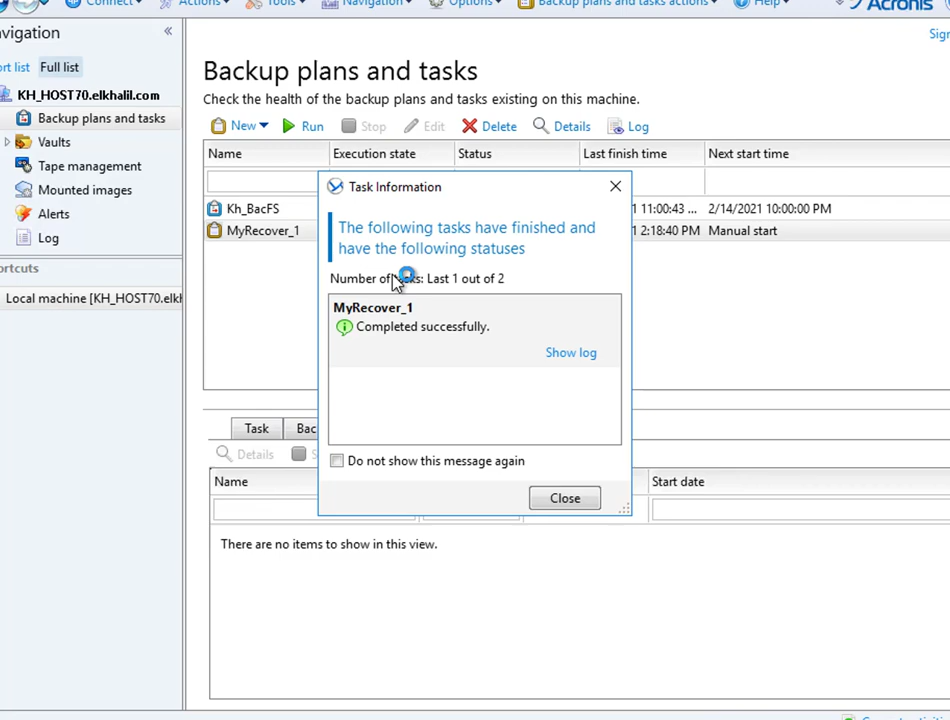 Connect Actions Tools Navigation Options Backup plans and tasks actions Help Acronis
avigation
Sign
ort list Full list
Backup plans and tasks
KH_HOST70.elkhalil.com
Check the health of the backup plans and tasks existing on this machine.
Backup plans and tasks
New Run Stop Edit Delete Details Log
Vaults
Name Execution state Status Last finish time Next start time
Tape management
Mounted images
Task Information
Kh_BacFS 1 11:00:43 ... 2/14/2021 10:00:00 PM
Alerts
The following tasks have finished and
MyRecover_1 1 2:18:40 PM Manual start
Log
have the following statuses
ortcuts
Number of ks: Last 1 out of 2
Local machine [KH_HOST70.elkh
MyRecover_1
Completed successfully.
Show log
Task Bac
Details S
Do not show this message again
Name Start date
Close
There are no items to show in this view.